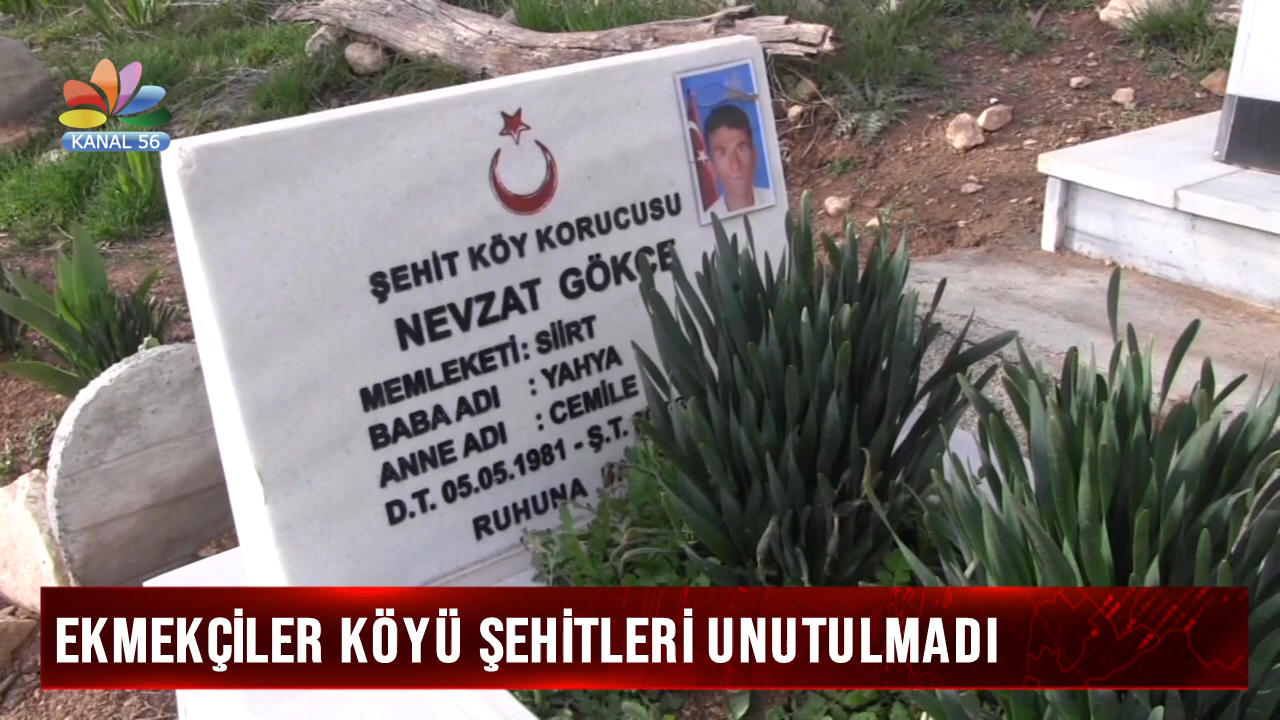 KANAL 56
ŞEHİT KÖY KORUCUSU
NEVZAT GÖKÇE
MEMLEKETİ : SİİRT
BABA ADI : YAHYA
ANNE ADI : CEMİLE
D.T. 05.05.1981 - Ş.T.
RUHUNA
EKMEKÇİLER KÖYÜ ŞEHİTLERİ UNUTULMADI